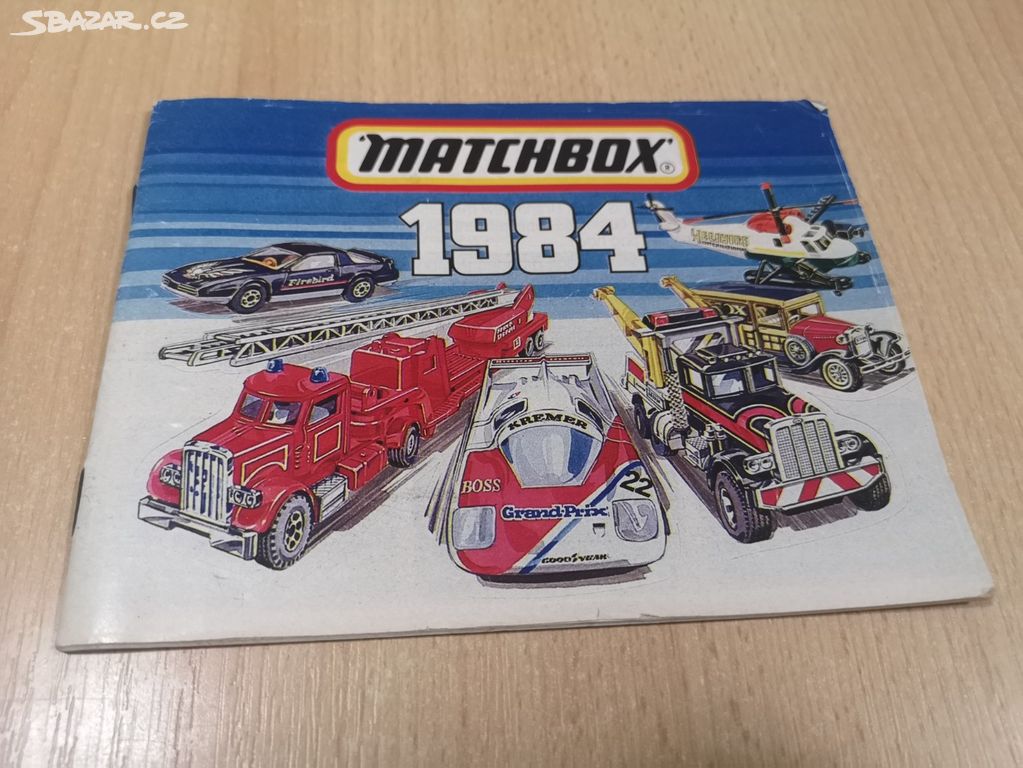 SBAZAR.CZ
'MATCHBOX'
®
1984
Firebird
KREMER
BOSS
22
Grand-Prix
GOODYEAR